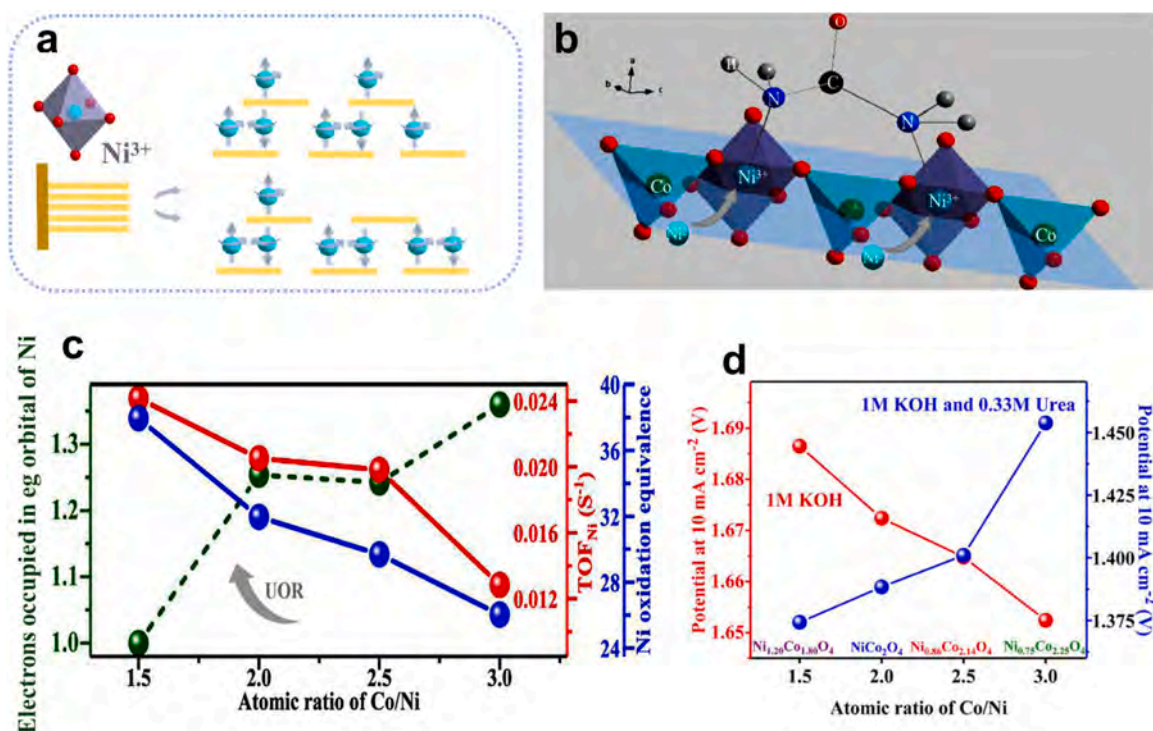 a
Ni³⁺
b
a
b
c
O
H
N
C
N
Co
Ni³⁺
Ni
Co
Ni³⁺
Ni
Co
c
Electrons occupied in eg orbital of Ni
1.3
1.2
1.1
1.0
UOR
1.5
2.0
2.5
3.0
Atomic ratio of Co/Ni
0.024
0.020
0.016
0.012
TOF_Ni (S⁻¹)
40
36
32
28
24
Ni oxidation equivalence
d
Potential at 10 mA cm⁻² (V)
1.69
1.68
1.67
1.66
1.65
1M KOH and 0.33M Urea
1M KOH
Ni₁.₂₀Co₁.₈₀O₄
NiCo₂O₄
Ni₀.₈₆Co₂.₁₄O₄
Ni₀.₇₅Co₂.₂₅O₄
1.5
2.0
2.5
3.0
Atomic ratio of Co/Ni
1.450
1.425
1.400
1.375
Potential at 10 mA cm⁻² (V)